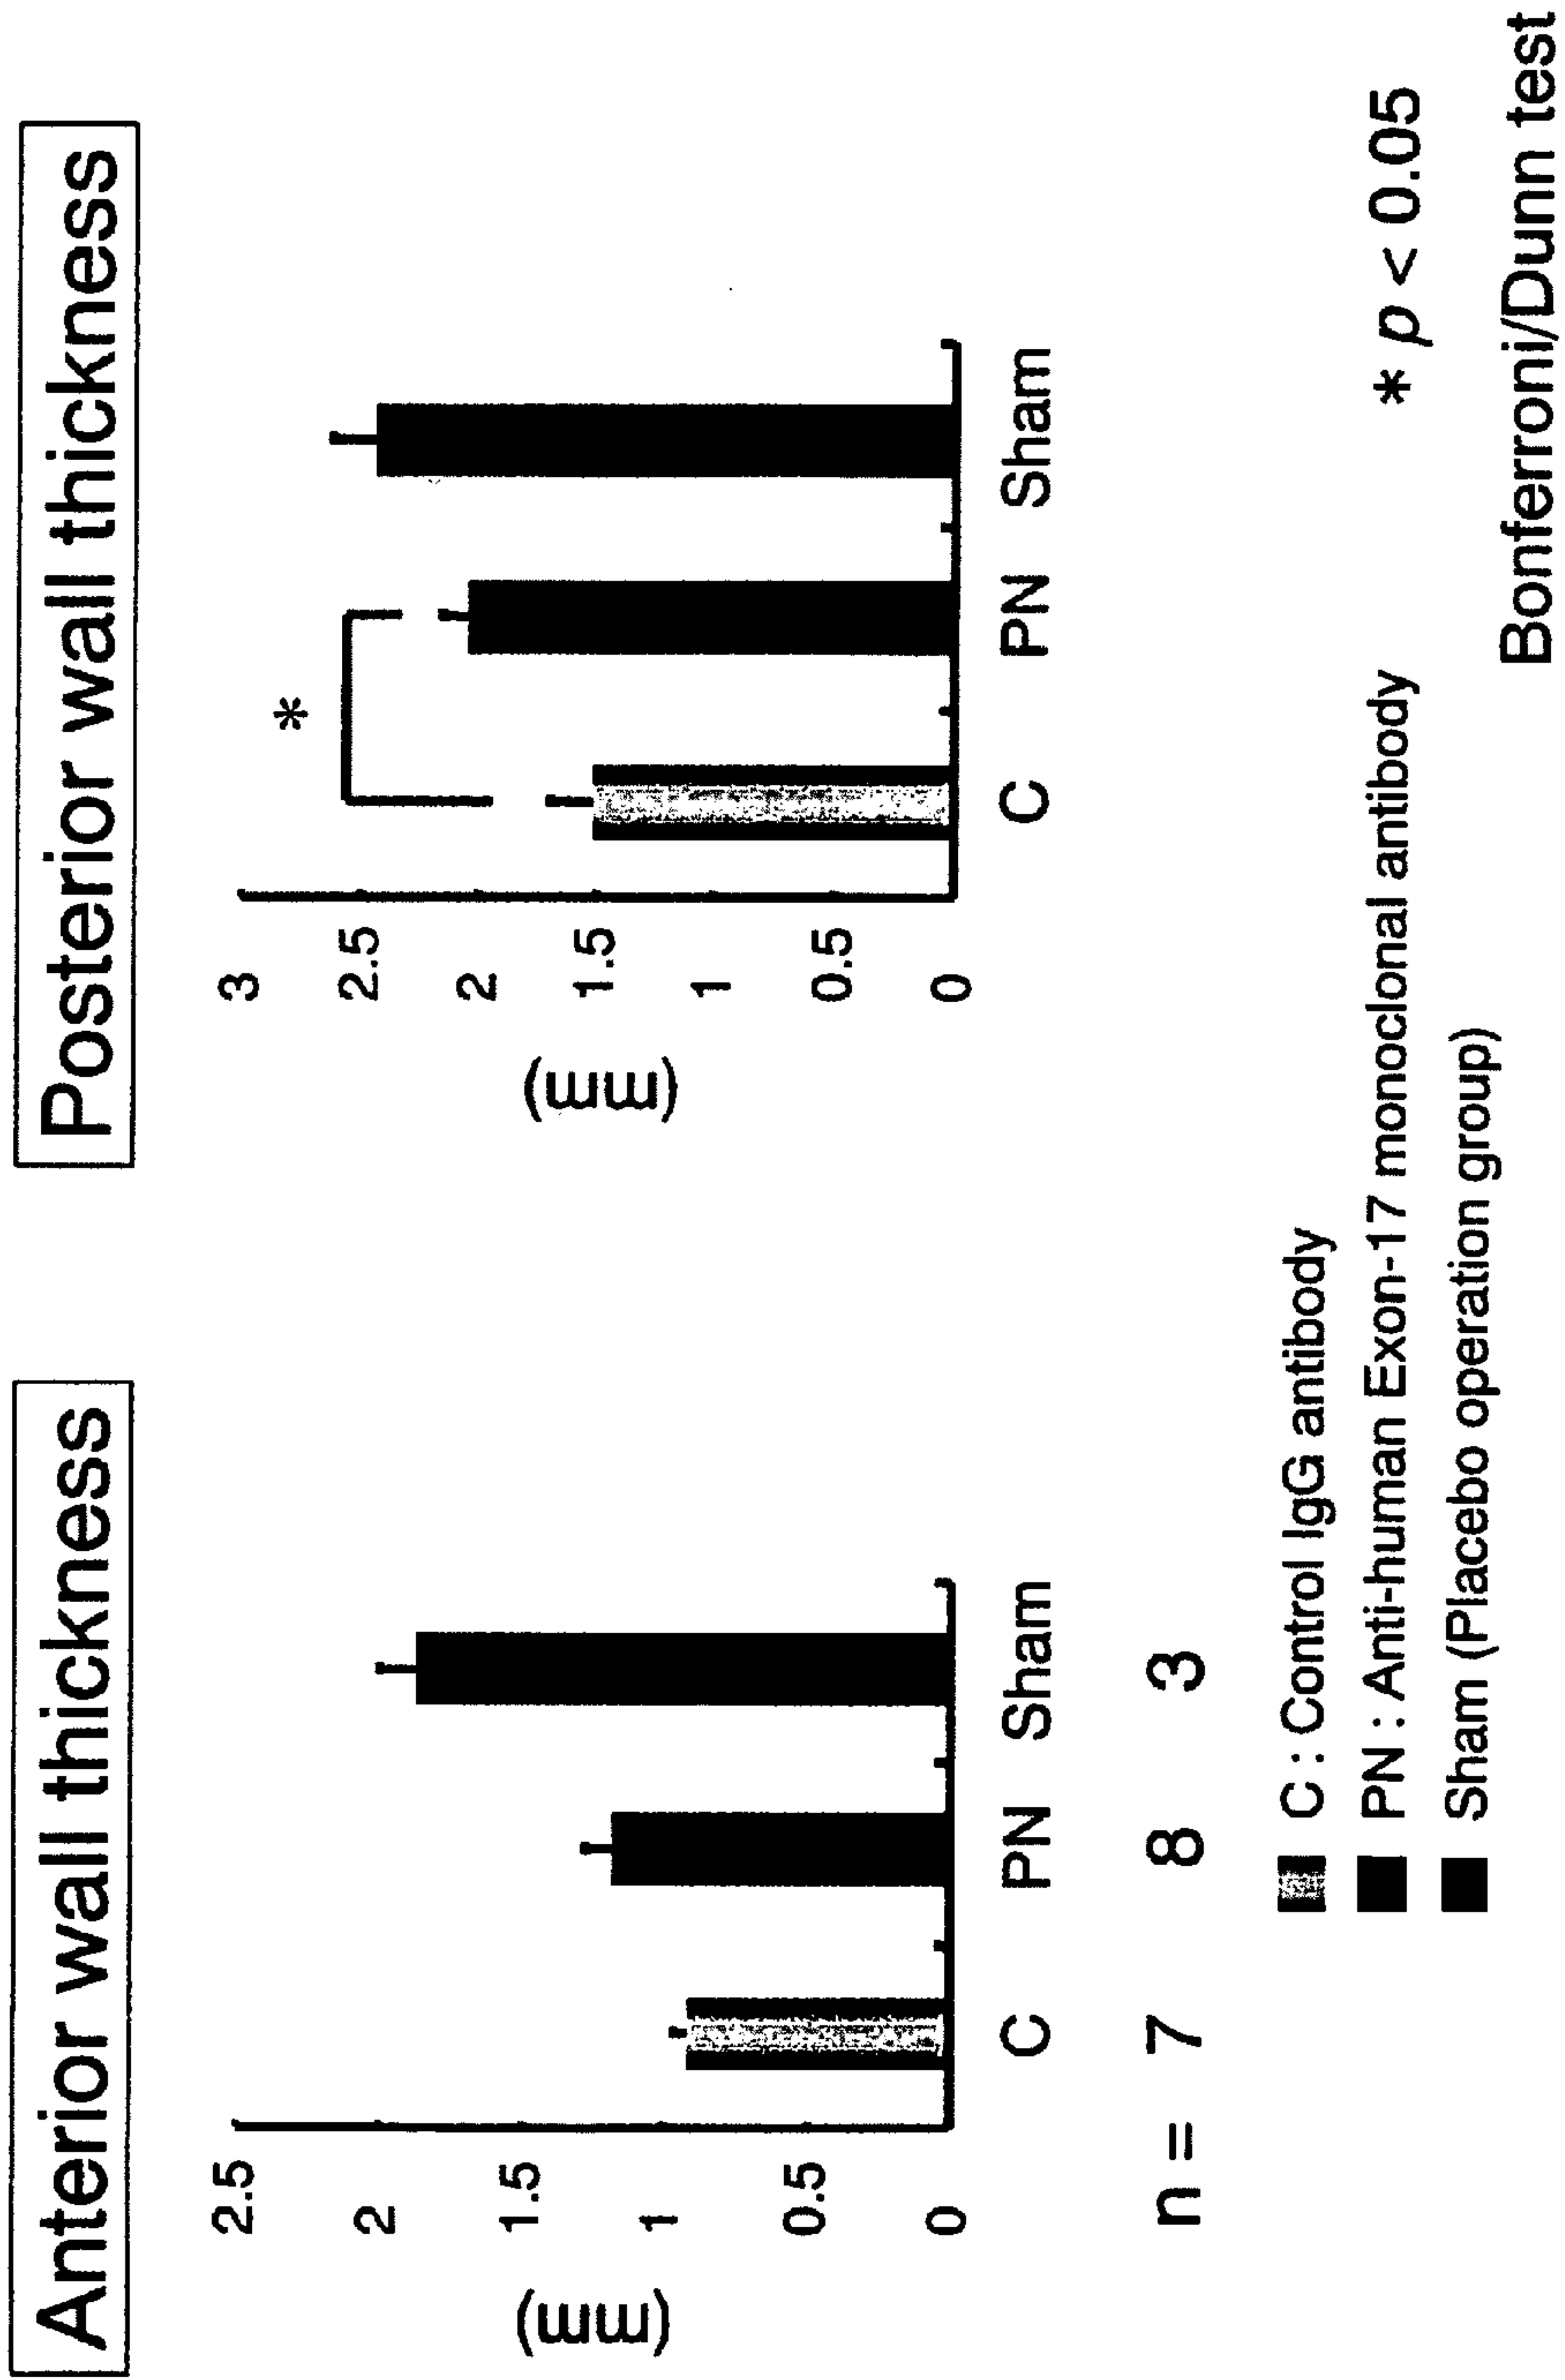 Anterior wall thickness
(mm)
2.5
2
1.5
1
0.5
0
C PN Sham
n = 7 8 3
Posterior wall thickness
(mm)
3
2.5
2
1.5
1
0.5
0
*
C PN Sham
C : Control IgG antibody
PN : Anti-human Exon-17 monoclonal antibody
Sham (Placebo operation group)
* p < 0.05
Bonferroni/Dunn test